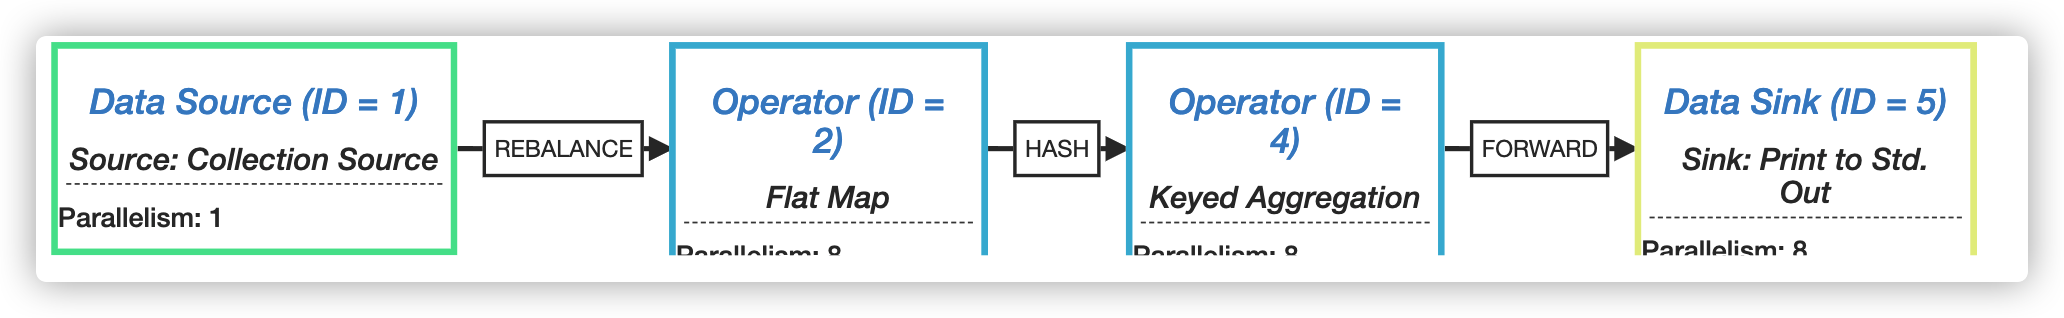 Data Source (ID = 1)
Source: Collection Source
Parallelism: 1
REBALANCE
Operator (ID =
2)
Flat Map
Parallelism: 8
HASH
Operator (ID =
4)
Keyed Aggregation
Parallelism: 8
FORWARD
Data Sink (ID = 5)
Sink: Print to Std.
Out
Parallelism: 8